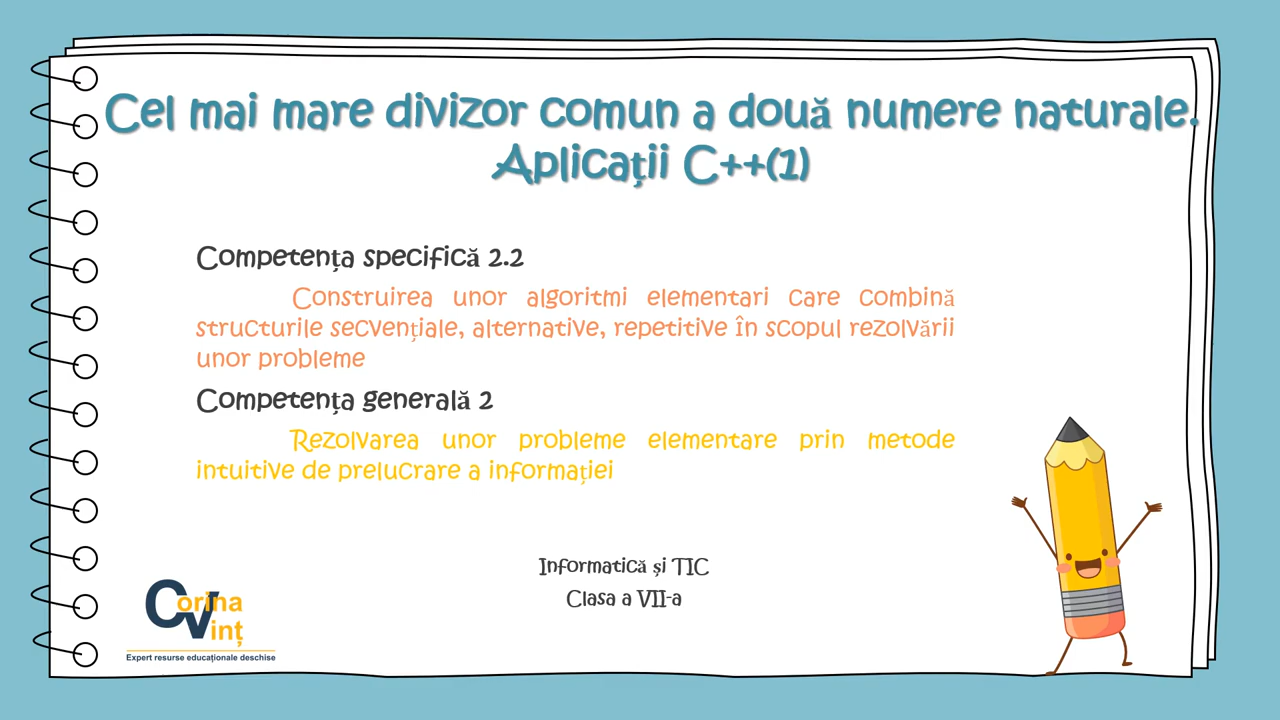 Cel mai mare divizor comun a două numere naturale.
Aplicații C++(1)
Competența specifică 2.2
Construirea unor algoritmi elementari care combină
structurile secvențiale, alternative, repetitive în scopul rezolvării
unor probleme
Competența generală 2
Rezolvarea unor probleme elementare prin metode
intuitive de prelucrare a informației
Informatică și TIC
Clasa a VII-a
Corina
Vinț
Expert resurse educaționale deschise